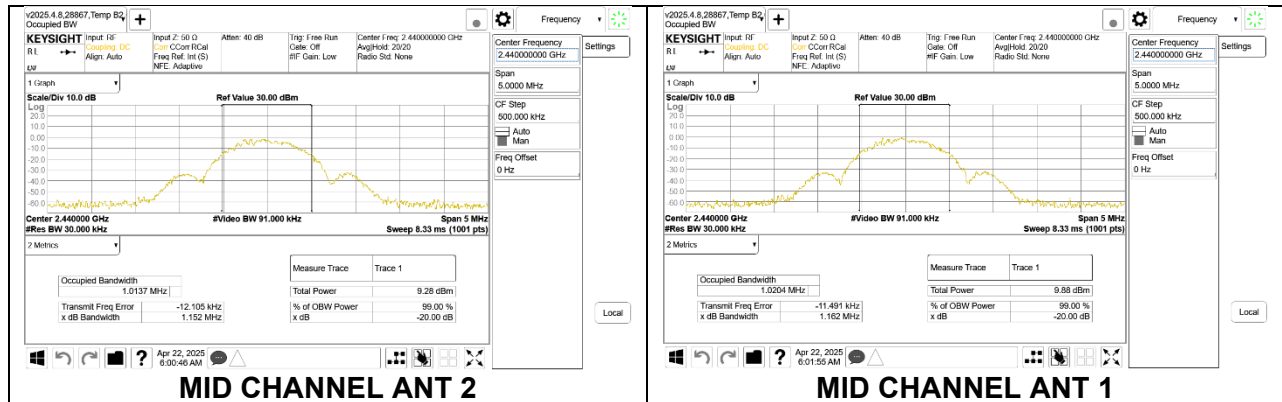 v2025.4.8,28867,Temp B2,
Occupied BW
Frequency
KEYSIGHT
Input: RF
Coupling: DC
Align: Auto
Input Z: 50 Ω
Corr CCorr RCal
Freq Ref: Int (S)
NFE: Adaptive
Atten: 40 dB
Trig: Free Run
Gate: Off
#IF Gain: Low
Center Freq: 2.440000000 GHz
Avg|Hold: 20/20
Radio Std: None
Center Frequency
2.440000000 GHz
Settings
Span
5.0000 MHz
CF Step
500.000 kHz
Auto
Man
Freq Offset
0 Hz
1 Graph
Scale/Div 10.0 dB
Ref Value 30.00 dBm
Log
20.0
10.0
0.00
-10.0
-20.0
-30.0
-40.0
-50.0
-60.0
Center 2.440000 GHz
#Video BW 91.000 kHz
Span 5 MHz
#Res BW 30.000 kHz
Sweep 8.33 ms (1001 pts)
2 Metrics
Measure Trace
Trace 1
Occupied Bandwidth
1.0137 MHz
Total Power
9.28 dBm
Transmit Freq Error
-12.105 kHz
% of OBW Power
99.00 %
x dB Bandwidth
1.152 MHz
x dB
-20.00 dB
Local
Apr 22, 2025
6:00:46 AM
MID CHANNEL ANT 2
v2025.4.8,28867,Temp B2,
Occupied BW
Frequency
KEYSIGHT
Input: RF
Coupling: DC
Align: Auto
Input Z: 50 Ω
Corr CCorr RCal
Freq Ref: Int (S)
NFE: Adaptive
Atten: 40 dB
Trig: Free Run
Gate: Off
#IF Gain: Low
Center Freq: 2.440000000 GHz
Avg|Hold: 20/20
Radio Std: None
Center Frequency
2.440000000 GHz
Settings
Span
5.0000 MHz
CF Step
500.000 kHz
Auto
Man
Freq Offset
0 Hz
1 Graph
Scale/Div 10.0 dB
Ref Value 30.00 dBm
Log
20.0
10.0
0.00
-10.0
-20.0
-30.0
-40.0
-50.0
-60.0
Center 2.440000 GHz
#Video BW 91.000 kHz
Span 5 MHz
#Res BW 30.000 kHz
Sweep 8.33 ms (1001 pts)
2 Metrics
Measure Trace
Trace 1
Occupied Bandwidth
1.0204 MHz
Total Power
9.88 dBm
Transmit Freq Error
-11.491 kHz
% of OBW Power
99.00 %
x dB Bandwidth
1.162 MHz
x dB
-20.00 dB
Local
Apr 22, 2025
6:01:55 AM
MID CHANNEL ANT 1